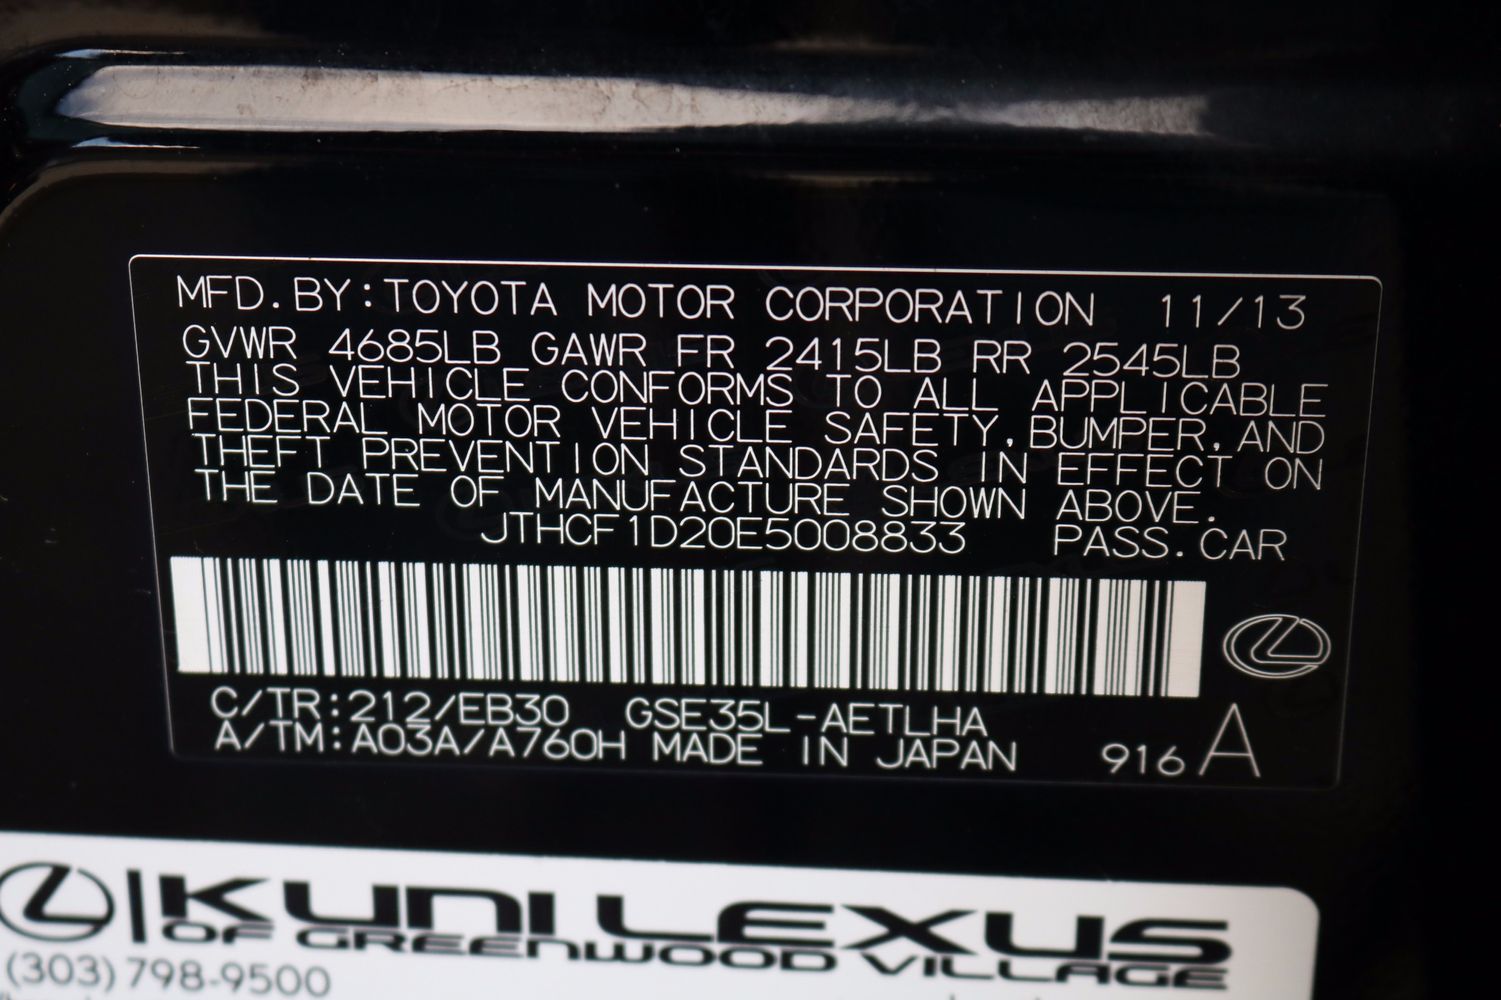 MFD.BY:TOYOTA MOTOR CORPORATION 11/13
GVWR 4685LB GAWR FR 2415LB RR 2545LB
THIS VEHICLE CONFORMS TO ALL APPLICABLE
FEDERAL MOTOR VEHICLE SAFETY, BUMPER, AND
THEFT PREVENTION STANDARDS IN EFFECT ON
THE DATE OF MANUFACTURE SHOWN ABOVE.
JTHCF1D20E5008833 PASS.CAR
C/TR:212/EB30 GSE35L-AETLHA
A/TM:A03A/A760H MADE IN JAPAN 916 A
KUNI LEXUS
OF GREENWOOD VILLAGE
(303) 798-9500